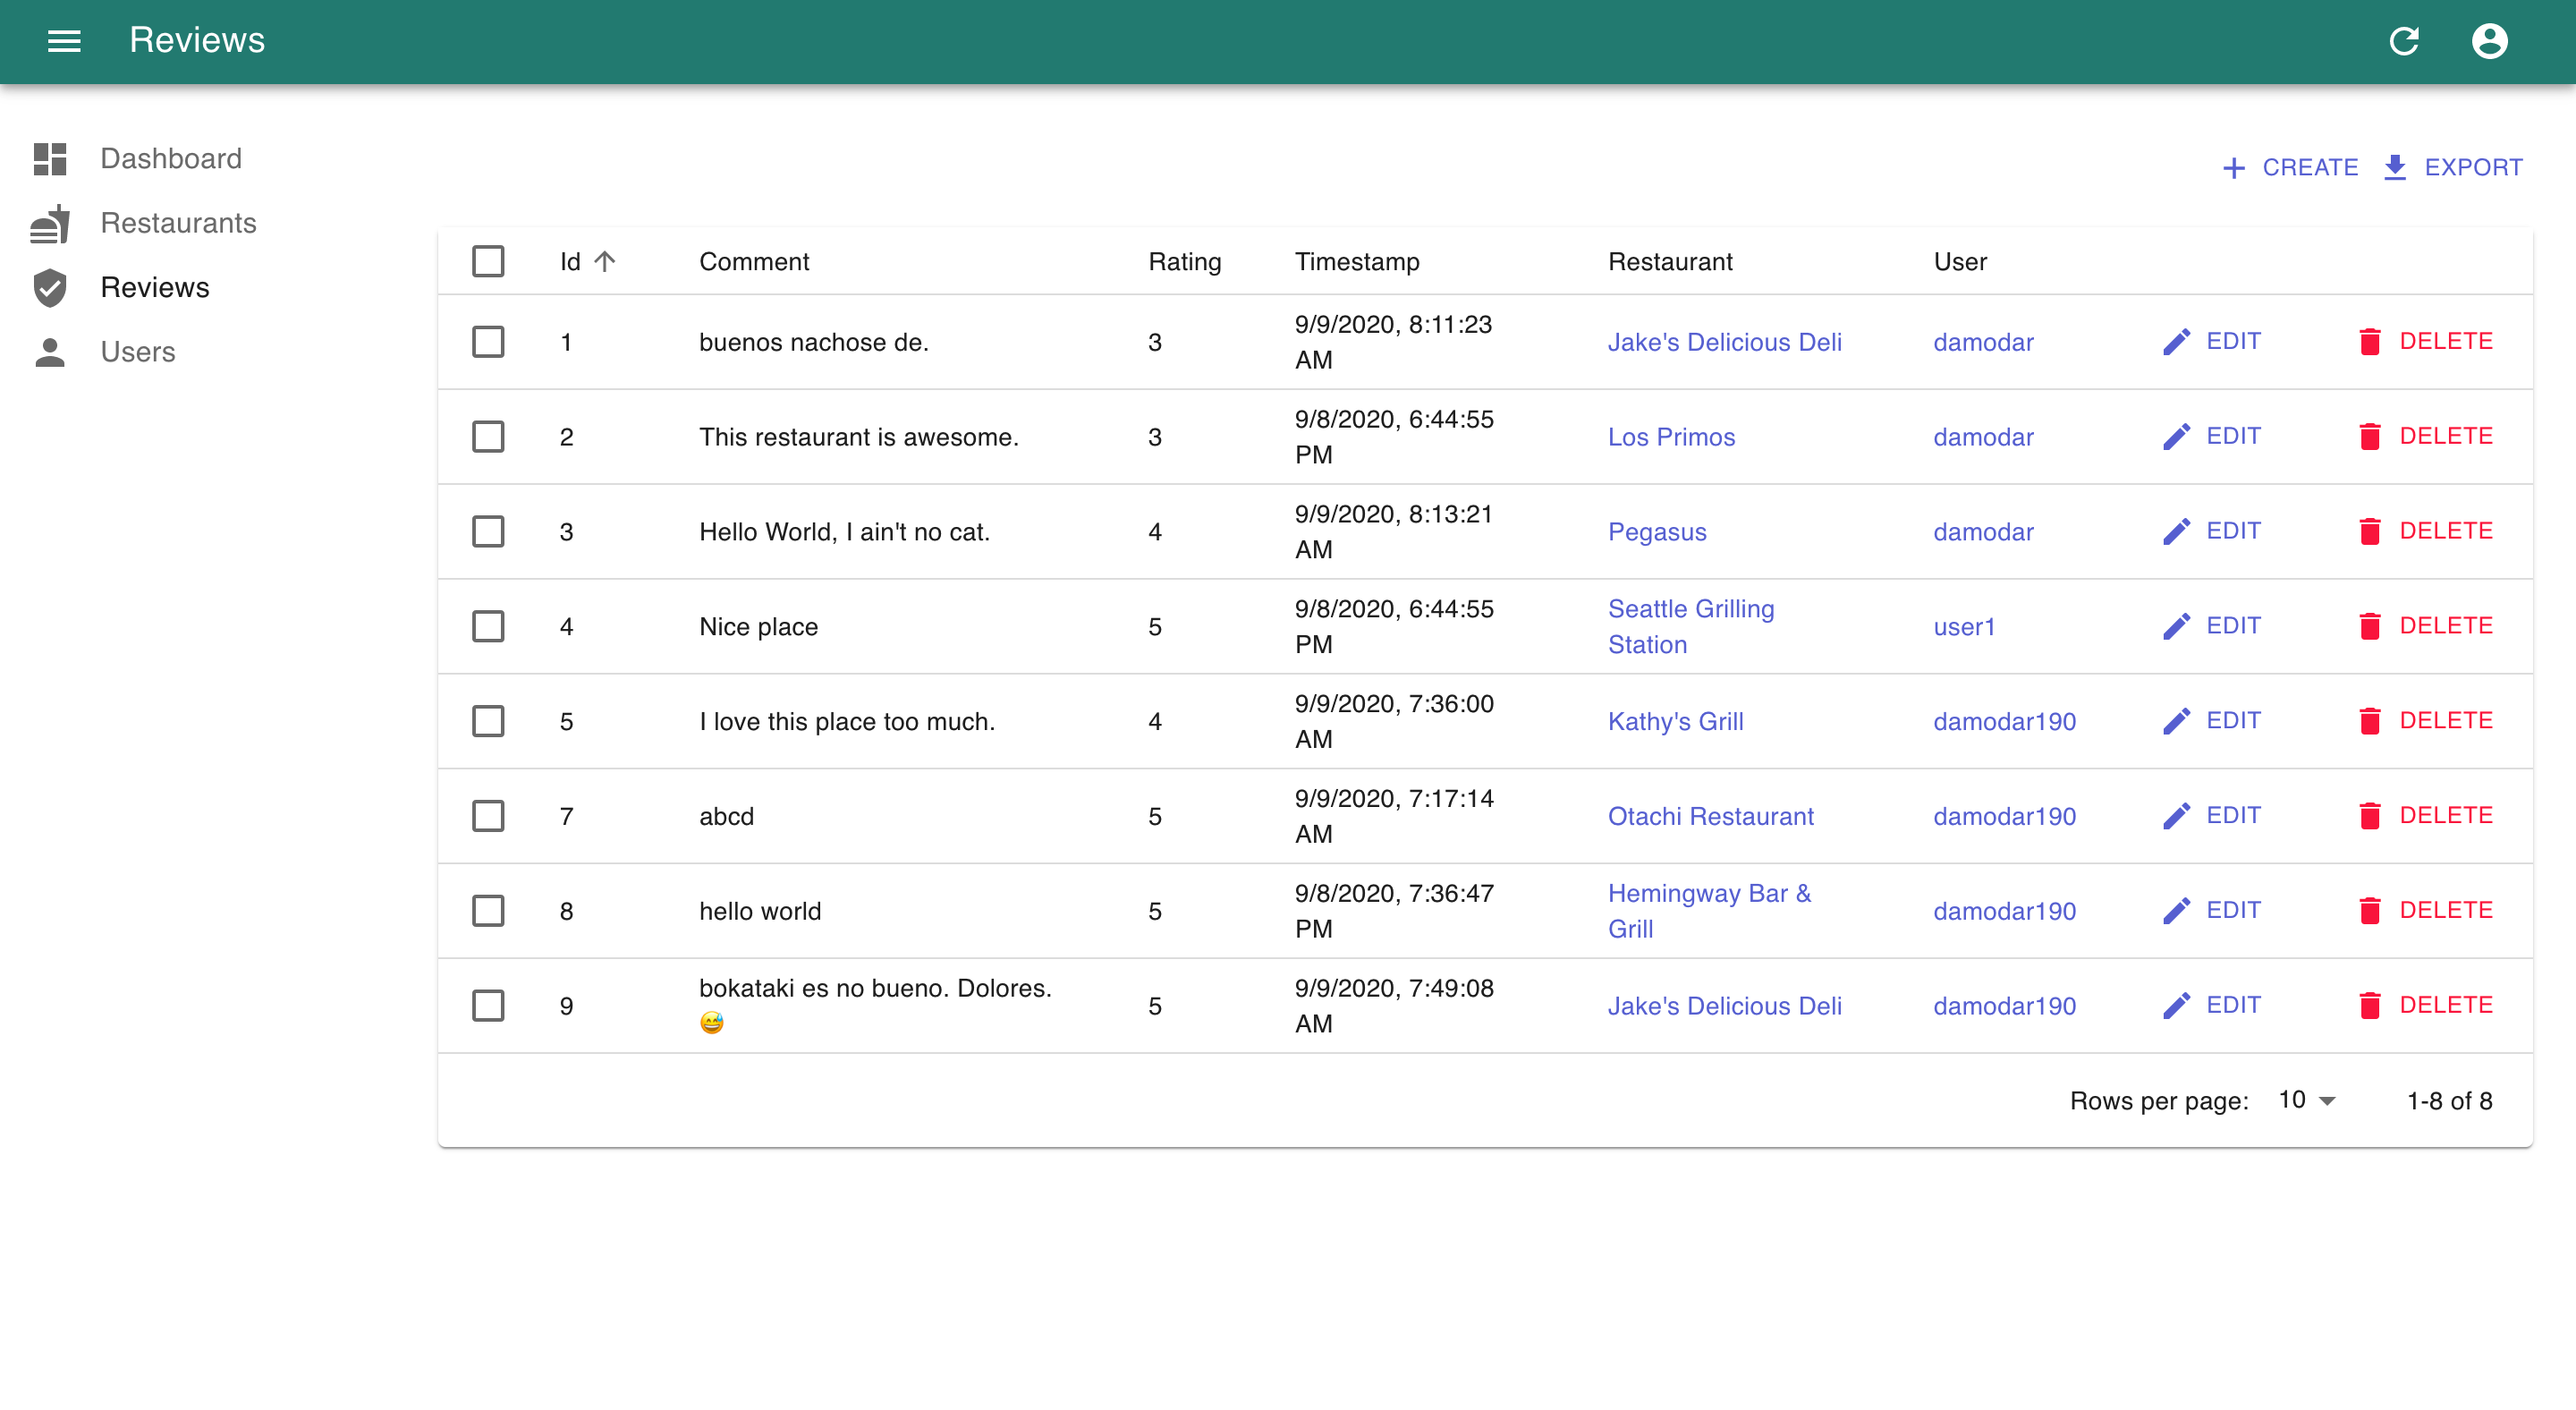 Reviews
Dashboard
Restaurants
Reviews
Users
CREATE EXPORT
Id Comment Rating Timestamp Restaurant User
1 buenos nachose de. 3 9/9/2020, 8:11:23 AM Jake's Delicious Deli damodar EDIT DELETE
2 This restaurant is awesome. 3 9/8/2020, 6:44:55 PM Los Primos damodar EDIT DELETE
3 Hello World, I ain't no cat. 4 9/9/2020, 8:13:21 AM Pegasus damodar EDIT DELETE
4 Nice place 5 9/8/2020, 6:44:55 PM Seattle Grilling Station user1 EDIT DELETE
5 I love this place too much. 4 9/9/2020, 7:36:00 AM Kathy's Grill damodar190 EDIT DELETE
7 abcd 5 9/9/2020, 7:17:14 AM Otachi Restaurant damodar190 EDIT DELETE
8 hello world 5 9/8/2020, 7:36:47 PM Hemingway Bar & Grill damodar190 EDIT DELETE
9 bokataki es no bueno. Dolores. 😅 5 9/9/2020, 7:49:08 AM Jake's Delicious Deli damodar190 EDIT DELETE
Rows per page: 10 1-8 of 8